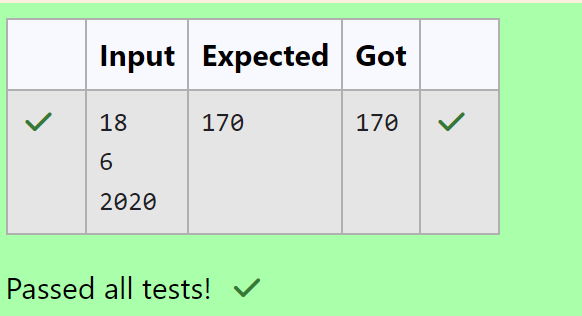 Input Expected Got
18 170 170
6
2020
Passed all tests!